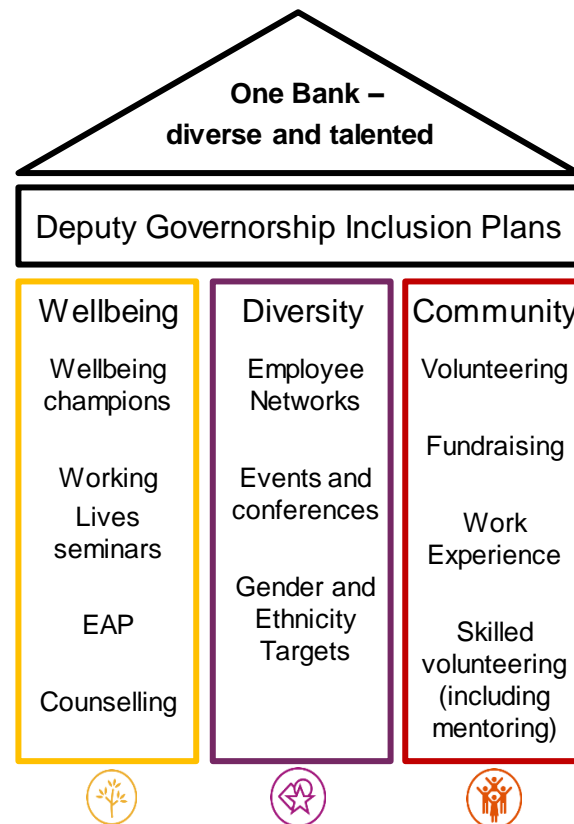 One Bank –
diverse and talented
Deputy Governorship Inclusion Plans
Wellbeing
Wellbeing
champions
Working
Lives
seminars
EAP
Counselling
Diversity
Employee
Networks
Events and
conferences
Gender and
Ethnicity
Targets
Community
Volunteering
Fundraising
Work
Experience
Skilled
volunteering
(including
mentoring)